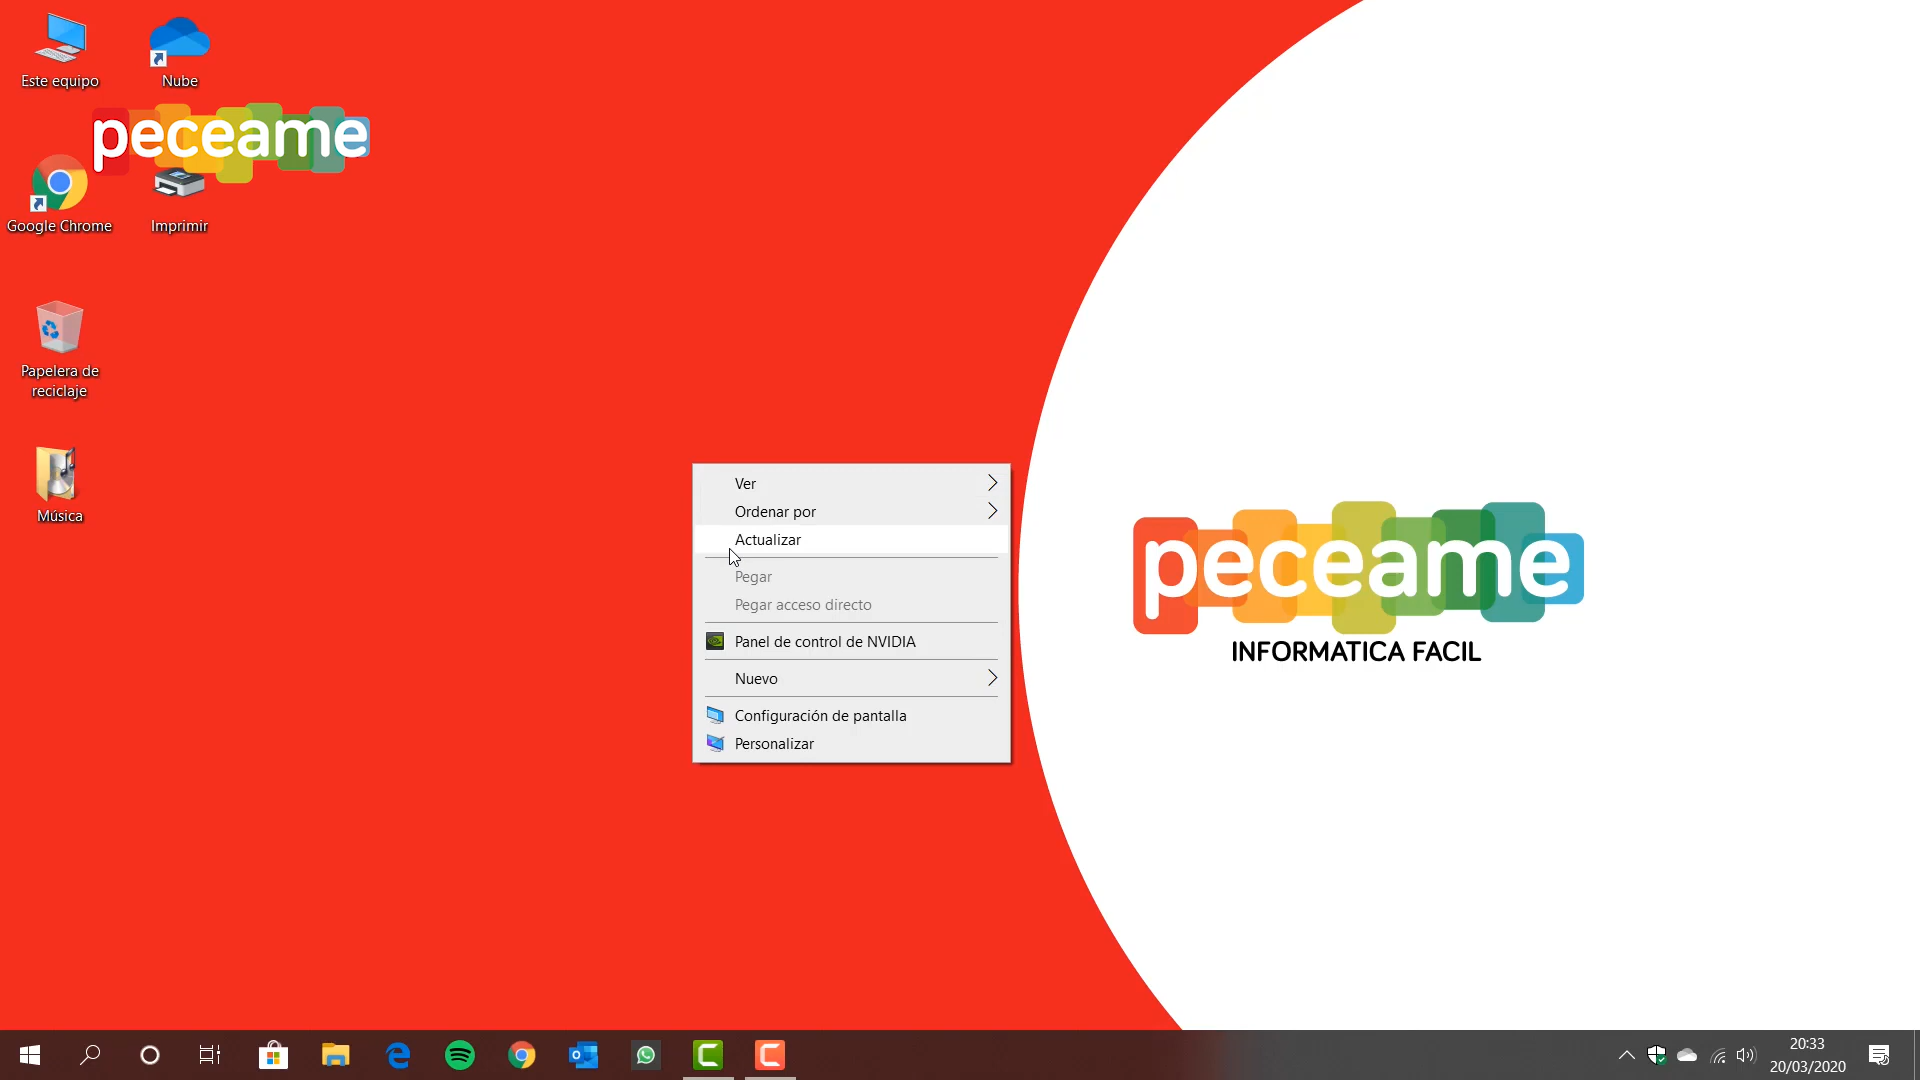 Este equipo
Nube
peceame
Google Chrome
Imprimir
Papelera de
reciclaje
Música
Ver
Ordenar por
Actualizar
Pegar
Pegar acceso directo
Panel de control de NVIDIA
Nuevo
Configuración de pantalla
Personalizar
peceame
INFORMATICA FACIL
20:33
20/03/2020